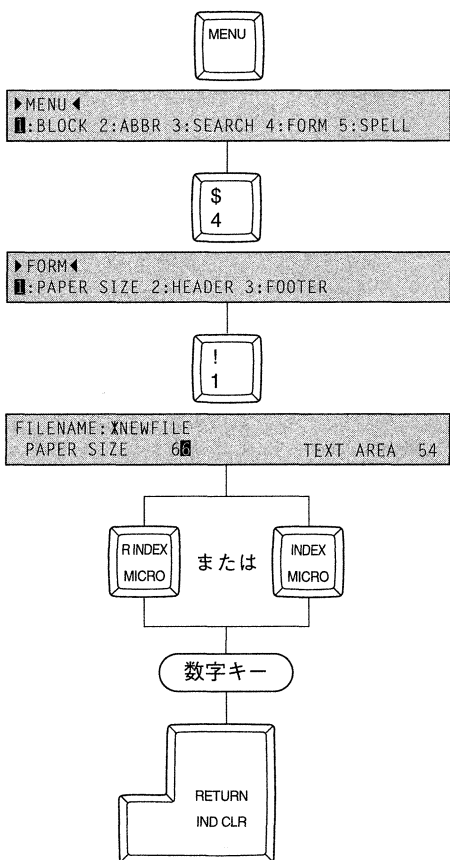 MENU
▶MENU◀
1:BLOCK 2:ABBR 3:SEARCH 4:FORM 5:SPELL
$
4
▶FORM◀
1:PAPER SIZE 2:HEADER 3:FOOTER
!
1
FILENAME:XNEWFILE
PAPER SIZE 66 TEXT AREA 54
R INDEX
MICRO
または
INDEX
MICRO
数字キー
RETURN
IND CLR